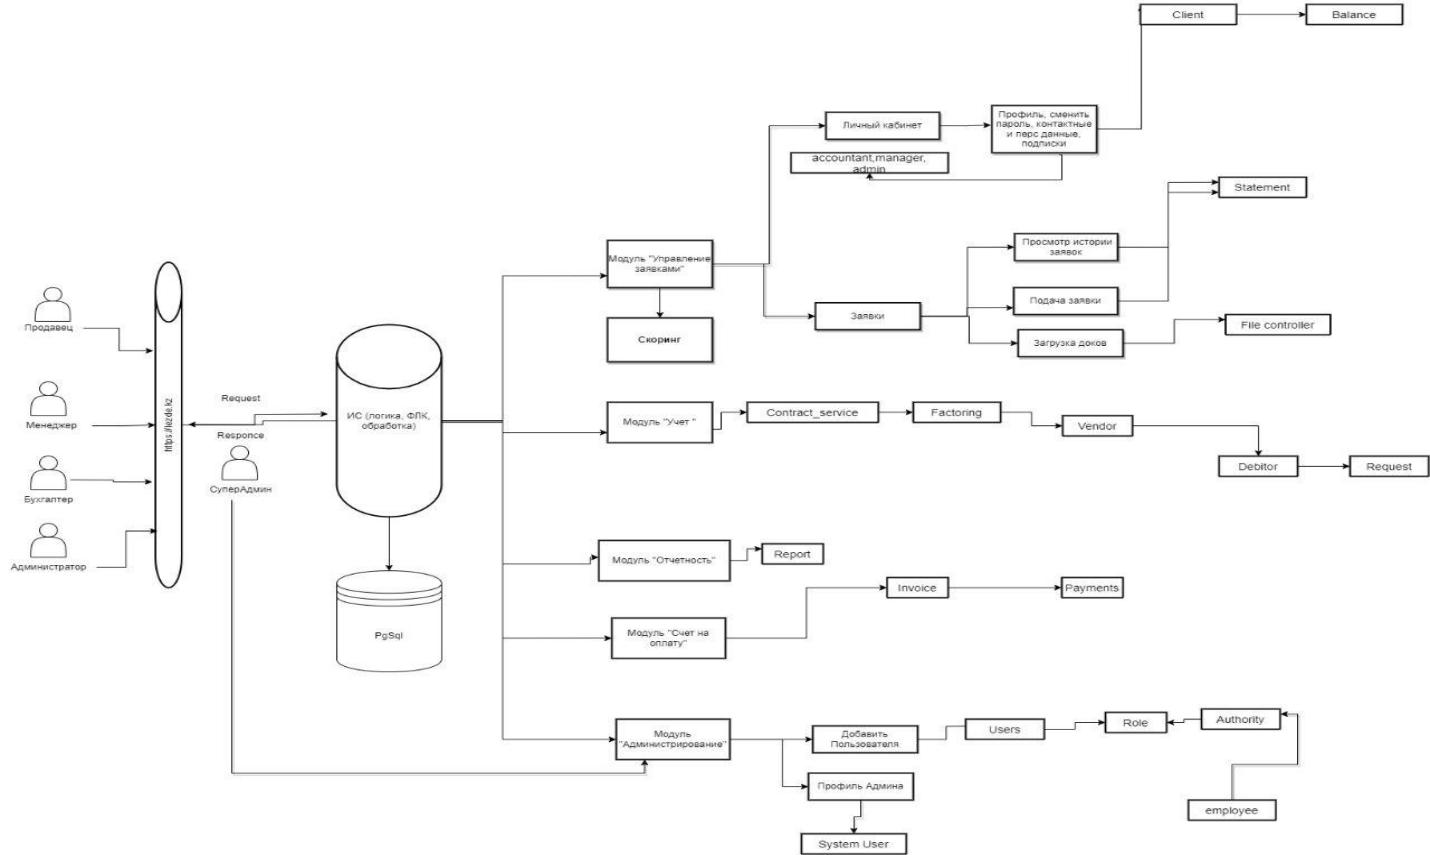 Client
Balance
Личный кабинет
Профиль, сменить
пароль, контактные
и перс данные,
подписки
accountant,manager,
admin
Statement
Модуль "Управление
заявками"
Просмотр истории
заявок
Подача заявки
Заявки
Загрузка доков
File controller
Скоринг
Продавец
Менеджер
Бухгалтер
Администратор
https://lezde.kz
Request
Responce
СуперАдмин
ИС (логика, ФЛК,
обработка)
PgSql
Модуль "Учет "
Contract_service
Factoring
Vendor
Debitor
Request
Модуль "Отчетность"
Report
Модуль "Счет на
оплату"
Invoice
Payments
Модуль
"Администрирование"
Добавить
Пользователя
Users
Role
Authority
Профиль Админа
employee
System User